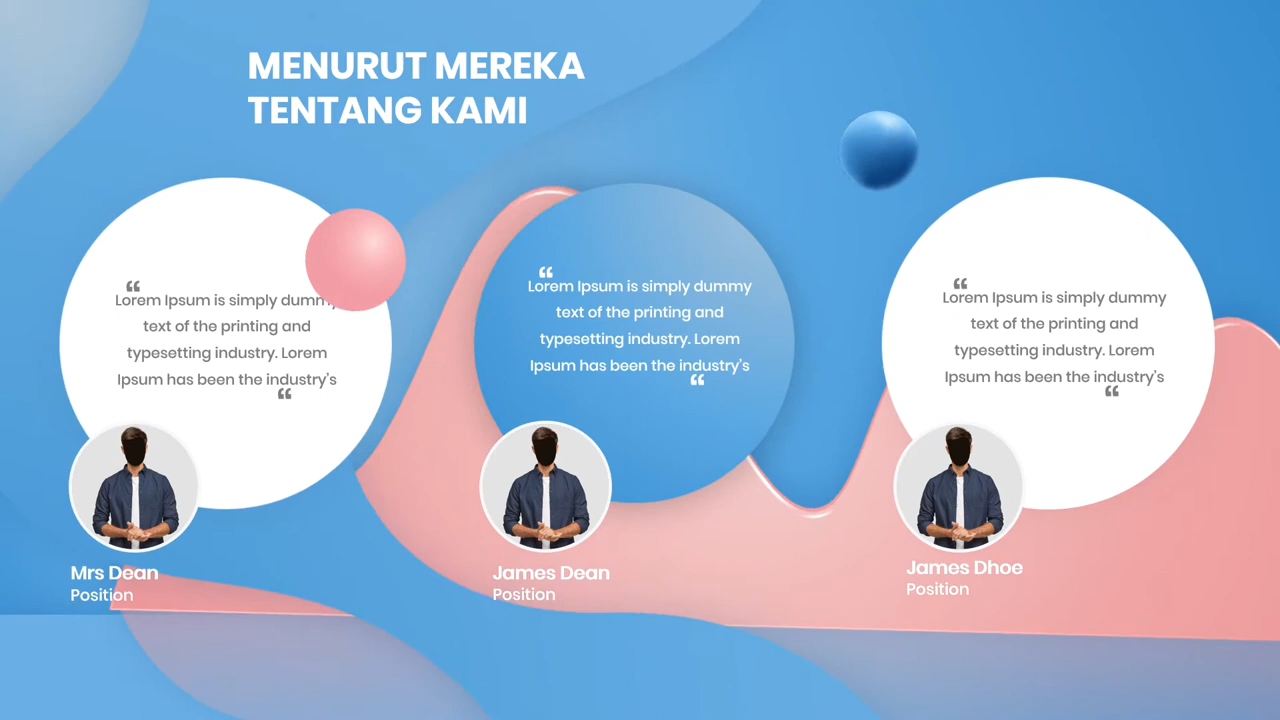 MENURUT MEREKA
TENTANG KAMI
“
Lorem Ipsum is simply dummy
text of the printing and
typesetting industry. Lorem
Ipsum has been the industry's
“
Mrs Dean
Position
“
Lorem Ipsum is simply dummy
text of the printing and
typesetting industry. Lorem
Ipsum has been the industry's
“
James Dean
Position
“
Lorem Ipsum is simply dummy
text of the printing and
typesetting industry. Lorem
Ipsum has been the industry's
“
James Dhoe
Position